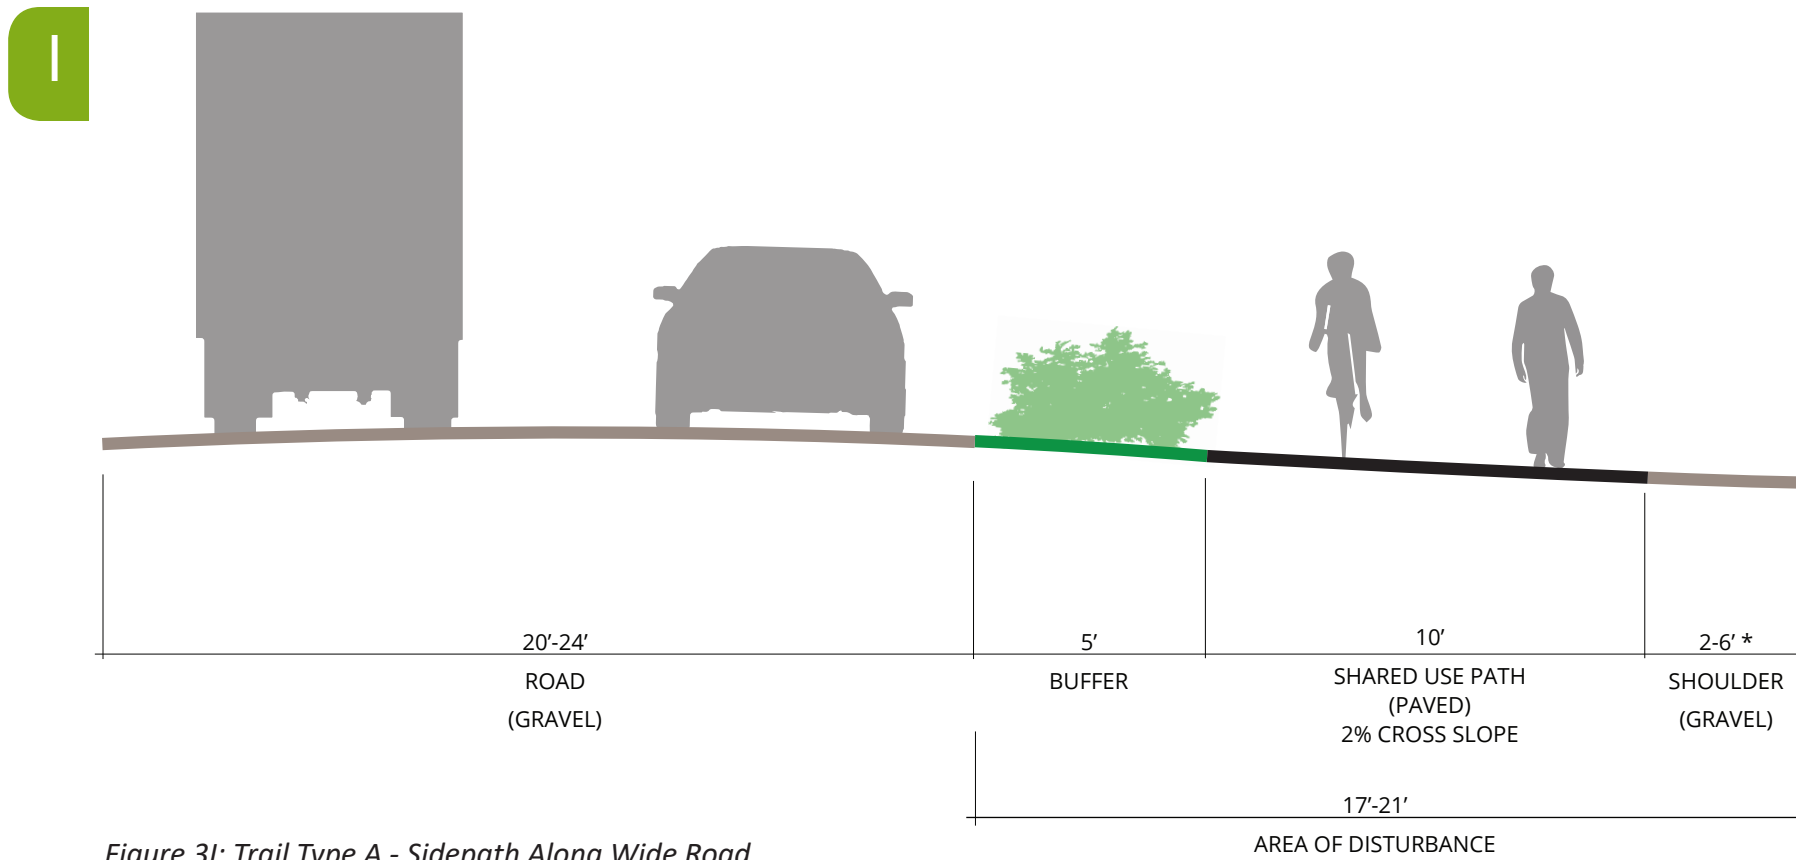 I
20’-24’
5’
10’
2-6’ *
ROAD
(GRAVEL)
BUFFER
SHARED USE PATH
(PAVED)
2% CROSS SLOPE
SHOULDER
(GRAVEL)
17’-21’
AREA OF DISTURBANCE
Figure 3I: Trail Type A - Sidepath Along Wide Road